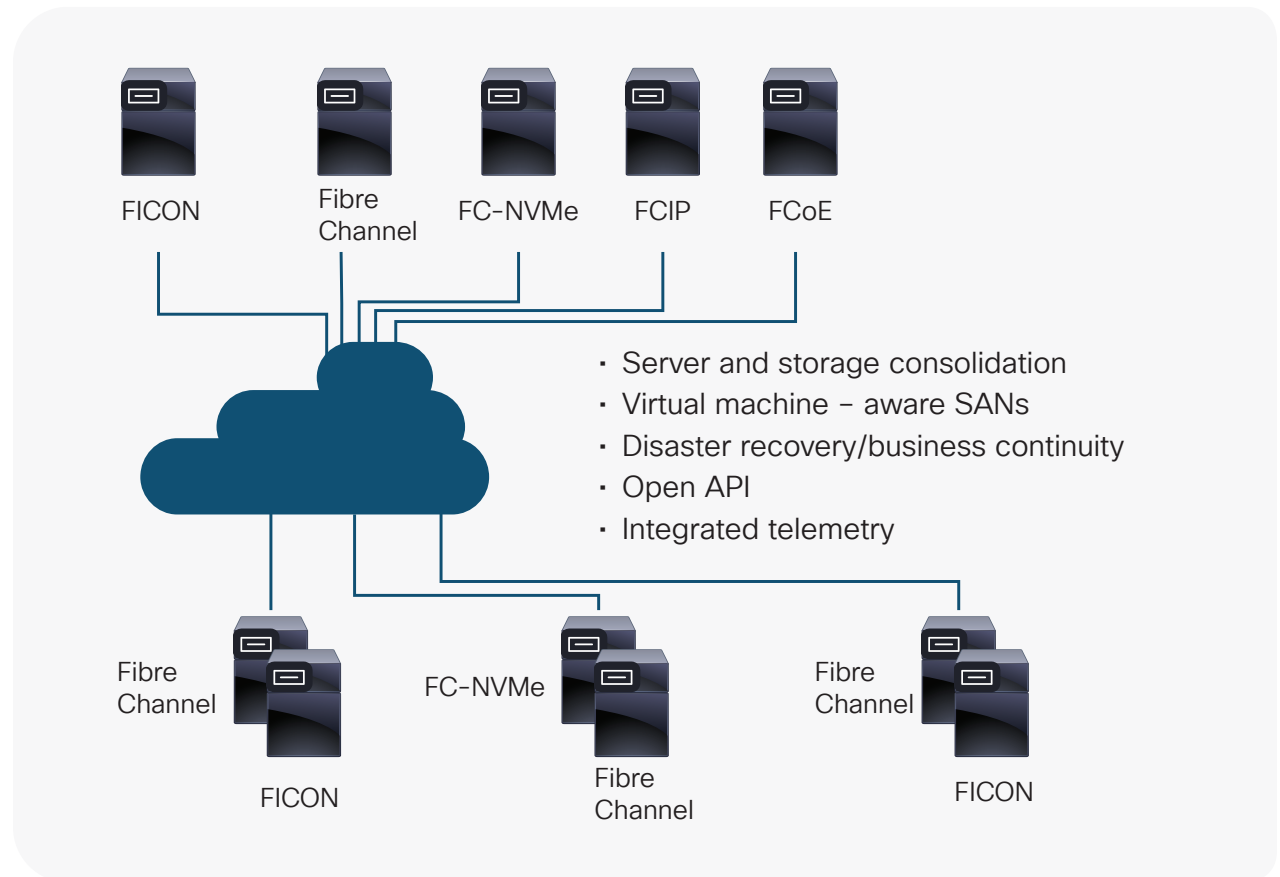 FICON
Fibre
Channel
FC-NVMe
FCIP
FCoE
· Server and storage consolidation
· Virtual machine – aware SANs
· Disaster recovery/business continuity
· Open API
· Integrated telemetry
Fibre
Channel
FICON
FC-NVMe
Fibre
Channel
Fibre
Channel
FICON